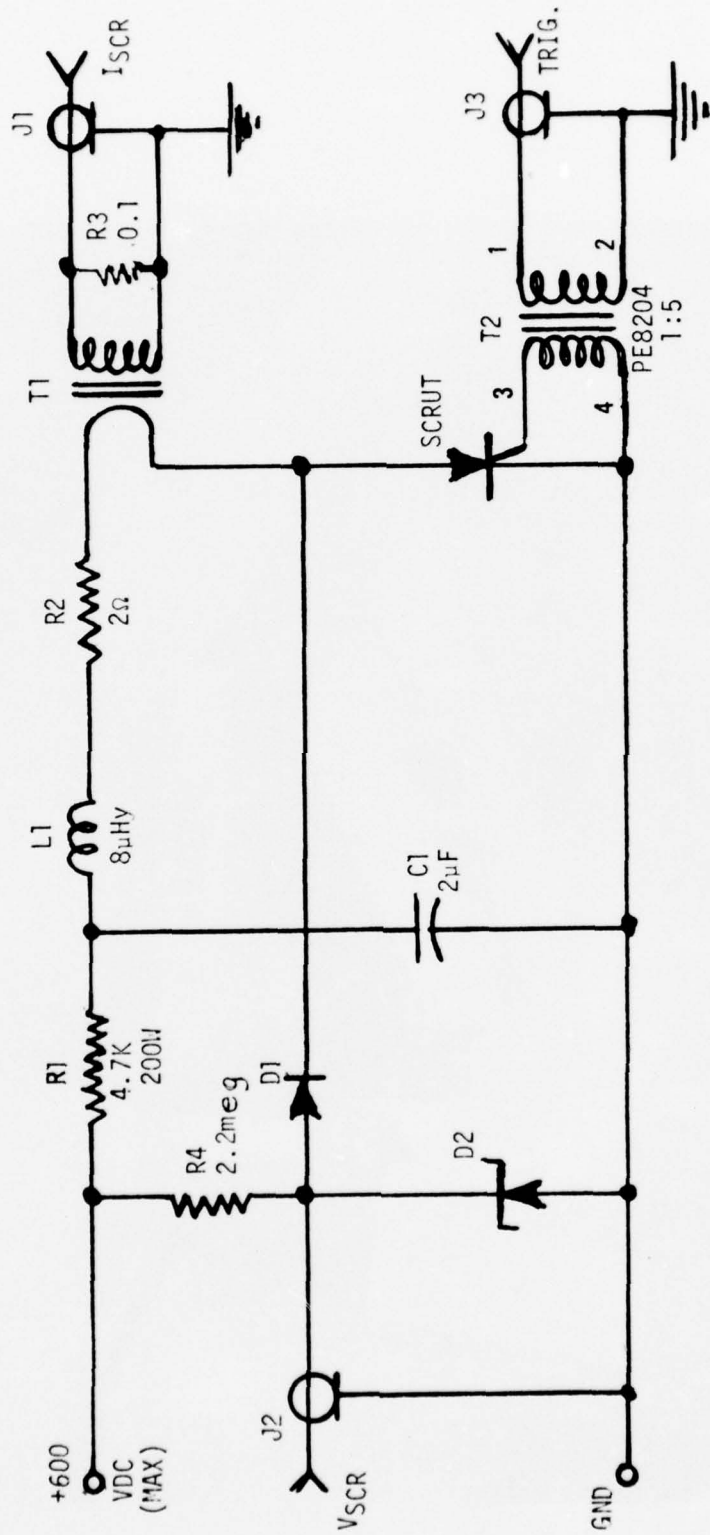 +600
VDC
(MAX)
R1
4.7K
200W
L1
8μHy
R2
2Ω
T1
R3
0.1
J1
ISCR
R4
2.2meg
D1
J2
VSCR
D2
C1
2μF
SCRUT
T2
3
4
1
2
PE8204
1:5
J3
TRIG.
GND